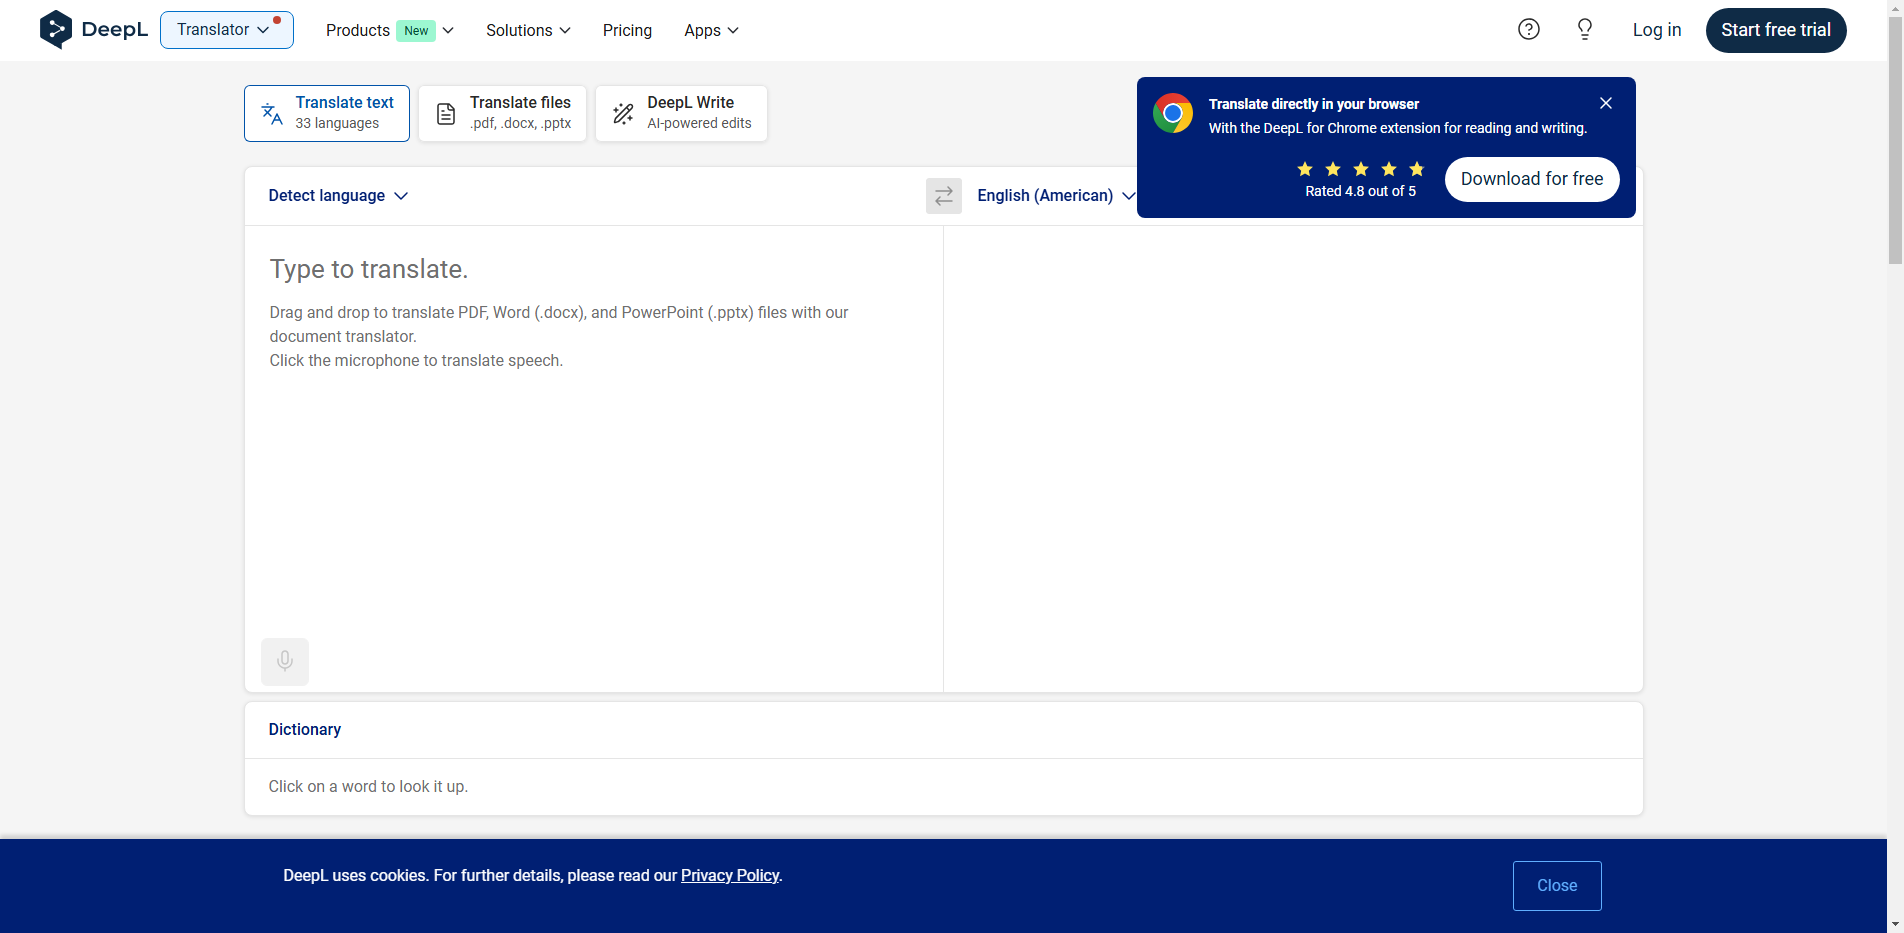 DeepL
Translator
Products New
Solutions
Pricing
Apps
Log in
Start free trial
Translate text
33 languages
Translate files
.pdf, .docx, .pptx
DeepL Write
AI-powered edits
Translate directly in your browser
With the DeepL for Chrome extension for reading and writing.
Rated 4.8 out of 5
Download for free
Detect language
English (American)
Type to translate.
Drag and drop to translate PDF, Word (.docx), and PowerPoint (.pptx) files with our
document translator.
Click the microphone to translate speech.
Dictionary
Click on a word to look it up.
DeepL uses cookies. For further details, please read our Privacy Policy.
Close